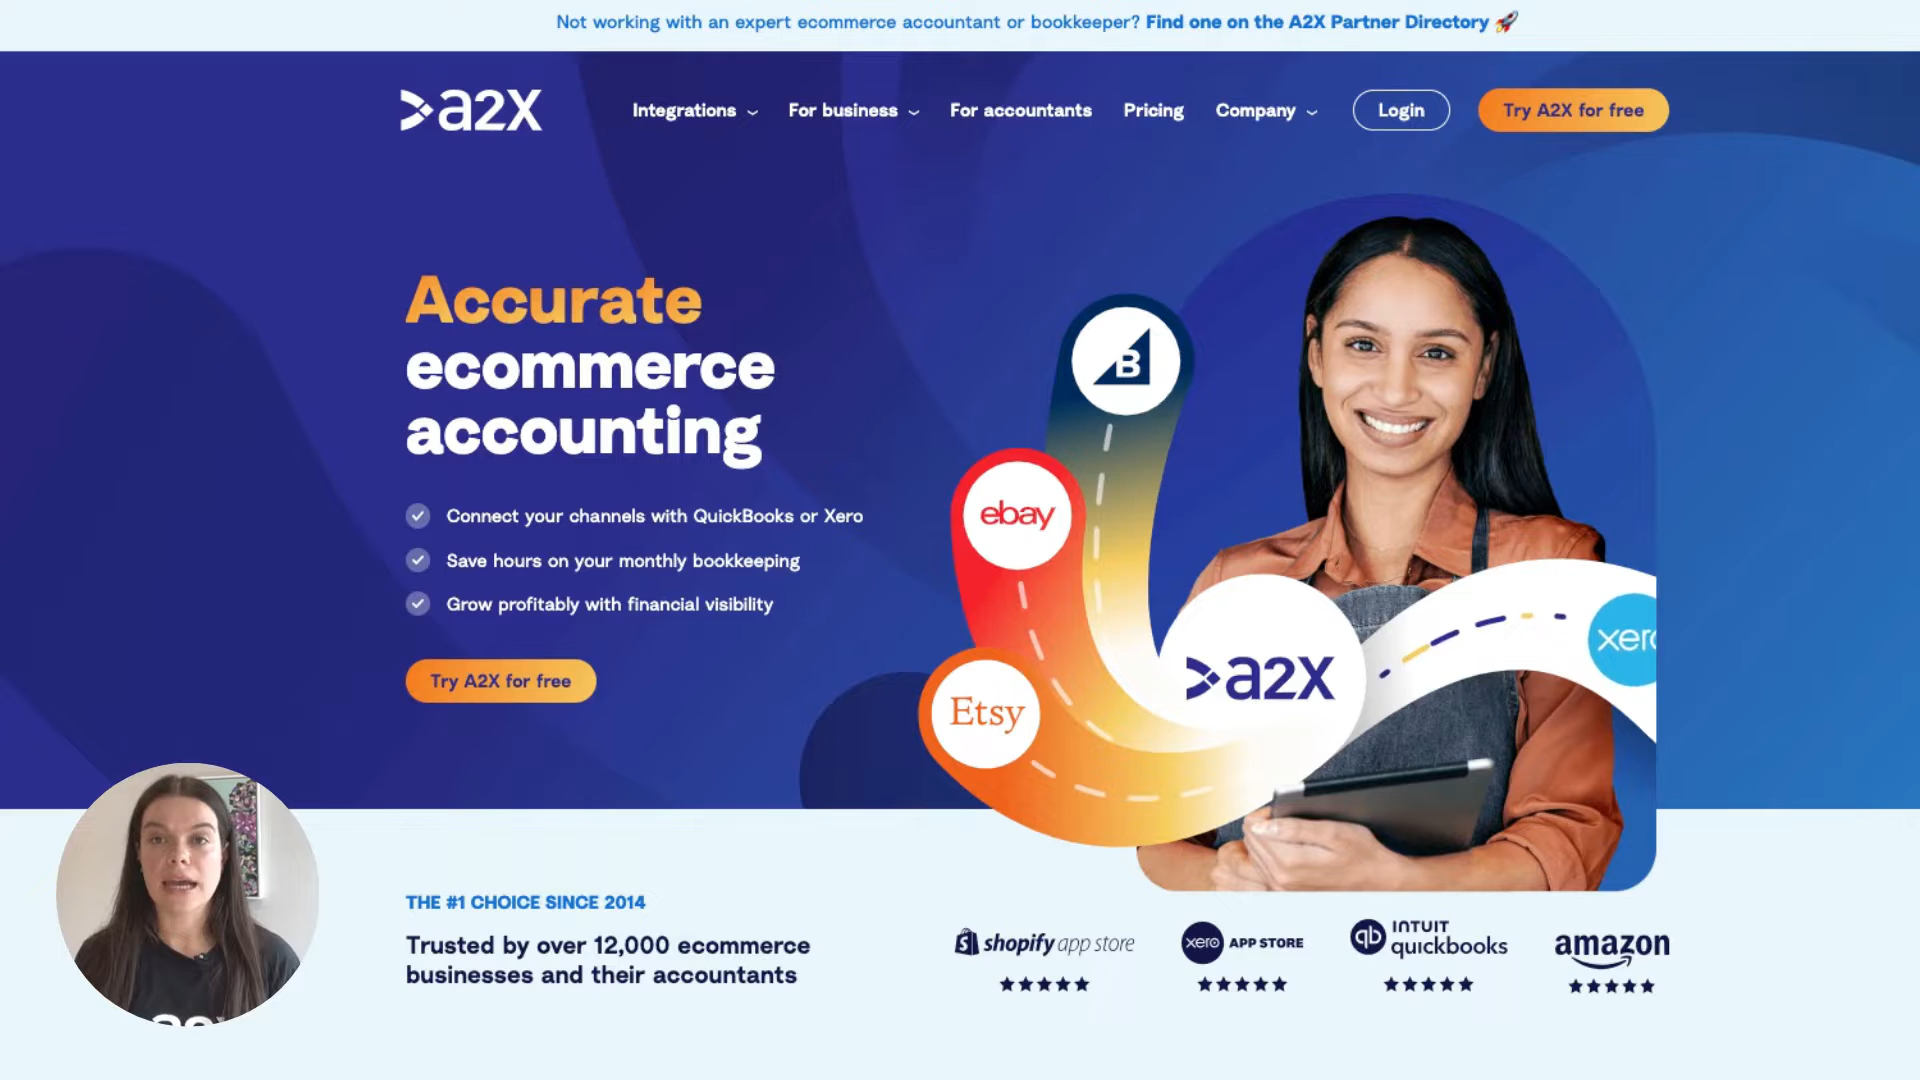 Not working with an expert ecommerce accountant or bookkeeper? Find one on the A2X Partner Directory 🚀
a2X
Integrations
For business
For accountants
Pricing
Company
Login
Try A2X for free
Accurate
ecommerce
accounting
Connect your channels with QuickBooks or Xero
Save hours on your monthly bookkeeping
Grow profitably with financial visibility
Try A2X for free
B
ebay
Etsy
a2X
xero
THE #1 CHOICE SINCE 2014
Trusted by over 12,000 ecommerce
businesses and their accountants
shopify app store
xero APP STORE
qb INTUIT
quickbooks
amazon